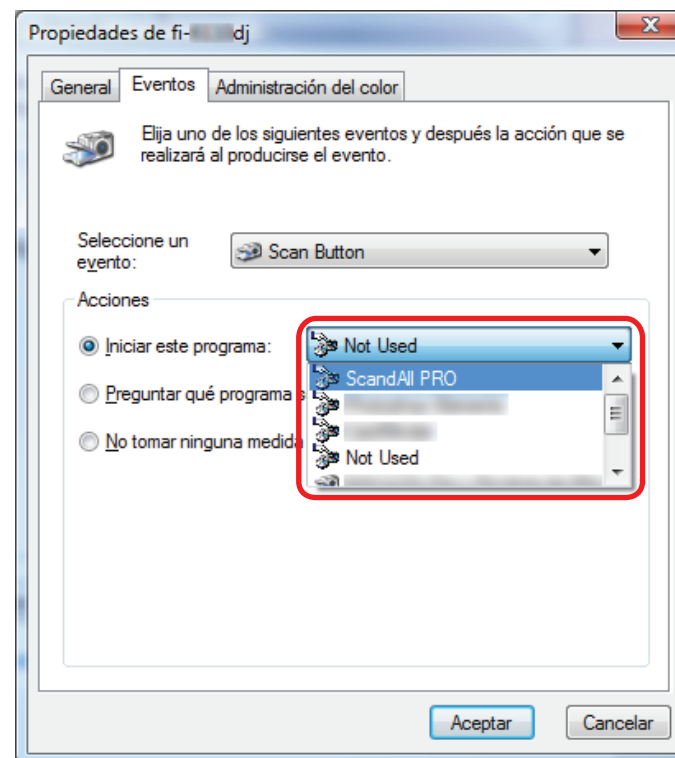 Propiedades de fi- dj
General Eventos Administración del color
Elija uno de los siguientes eventos y después la acción que se
realizará al producirse el evento.
Seleccione un
evento:
Scan Button
Acciones
Iniciar este programa:
Not Used
Preguntar qué programa s
No tomar ninguna medida
ScandAll PRO
Not Used
Aceptar Cancelar